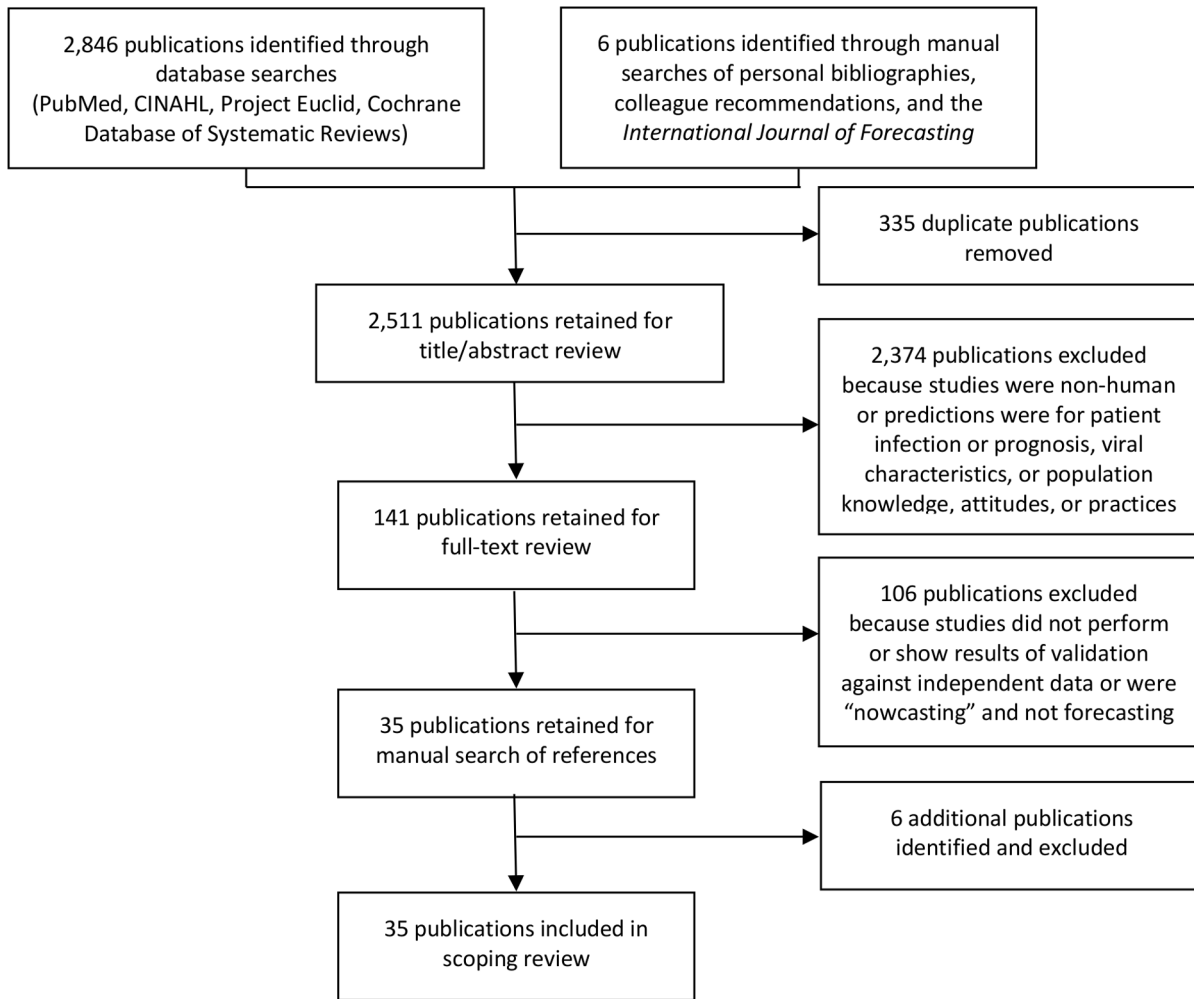 2,846 publications identified through
database searches
(PubMed, CINAHL, Project Euclid, Cochrane
Database of Systematic Reviews)
6 publications identified through manual
searches of personal bibliographies,
colleague recommendations, and the
International Journal of Forecasting
335 duplicate publications
removed
2,511 publications retained for
title/abstract review
2,374 publications excluded
because studies were non-human
or predictions were for patient
infection or prognosis, viral
characteristics, or population
knowledge, attitudes, or practices
141 publications retained for
full-text review
106 publications excluded
because studies did not perform
or show results of validation
against independent data or were
“nowcasting” and not forecasting
35 publications retained for
manual search of references
6 additional publications
identified and excluded
35 publications included in
scoping review